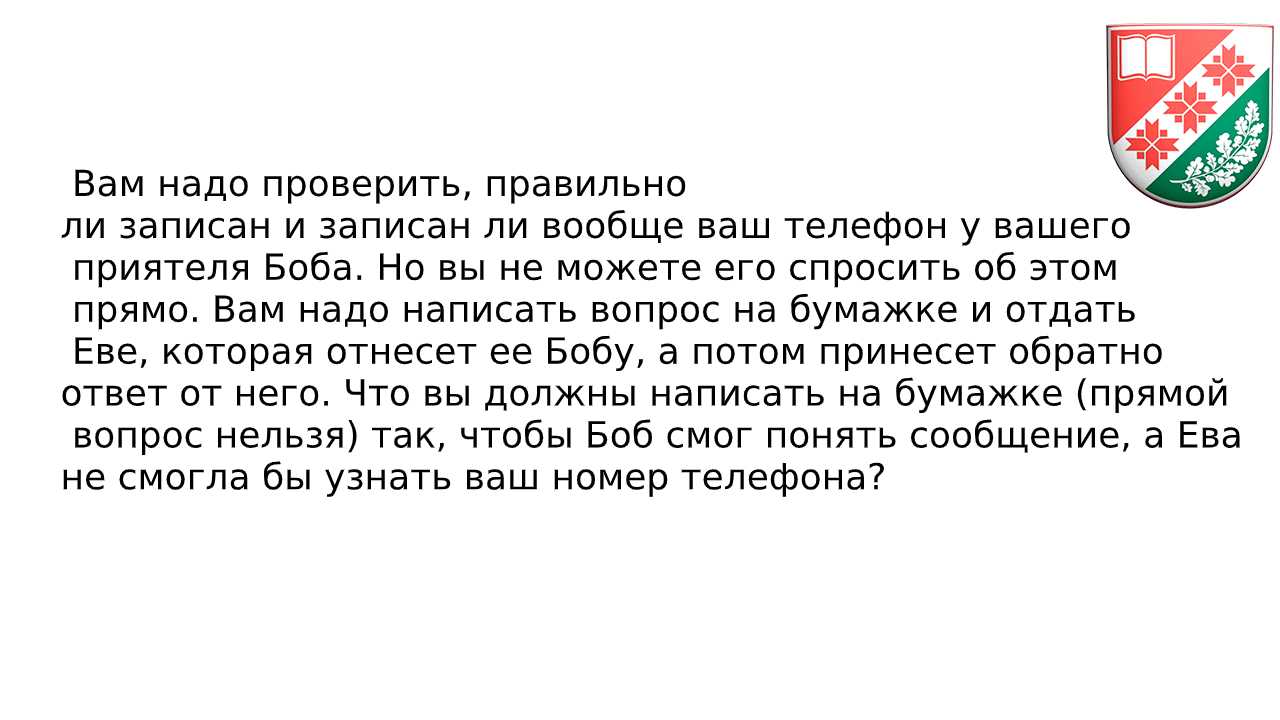 Вам надо проверить, правильно
ли записан и записан ли вообще ваш телефон у вашего
приятеля Боба. Но вы не можете его спросить об этом
прямо. Вам надо написать вопрос на бумажке и отдать
Еве, которая отнесет ее Бобу, а потом принесет обратно
ответ от него. Что вы должны написать на бумажке (прямой
вопрос нельзя) так, чтобы Боб смог понять сообщение, а Ева
не смогла бы узнать ваш номер телефона?